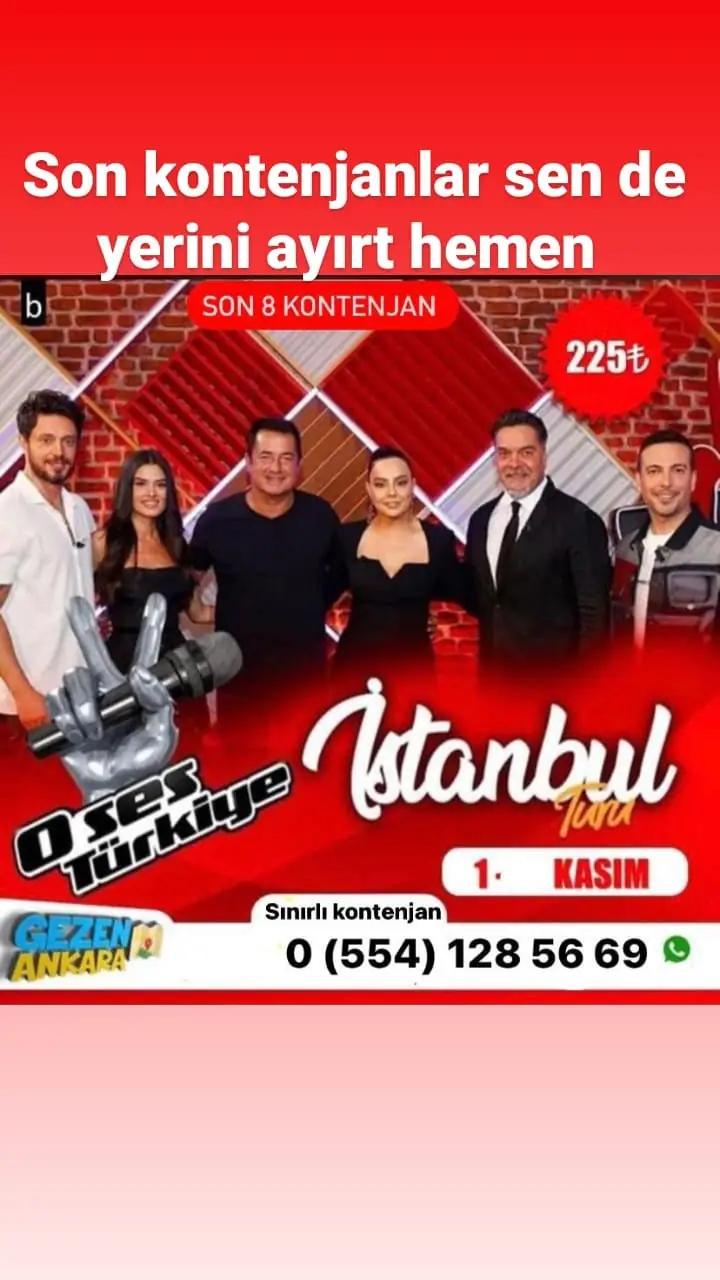 Son kontenjanlar sen de
yerini ayırt hemen
b
SON 8 KONTENJAN
225₺
O ses
Türkiye
İstanbul
Turu
1· KASIM
Sınırlı kontenjan
GEZEN
ANKARA
0 (554) 128 56 69